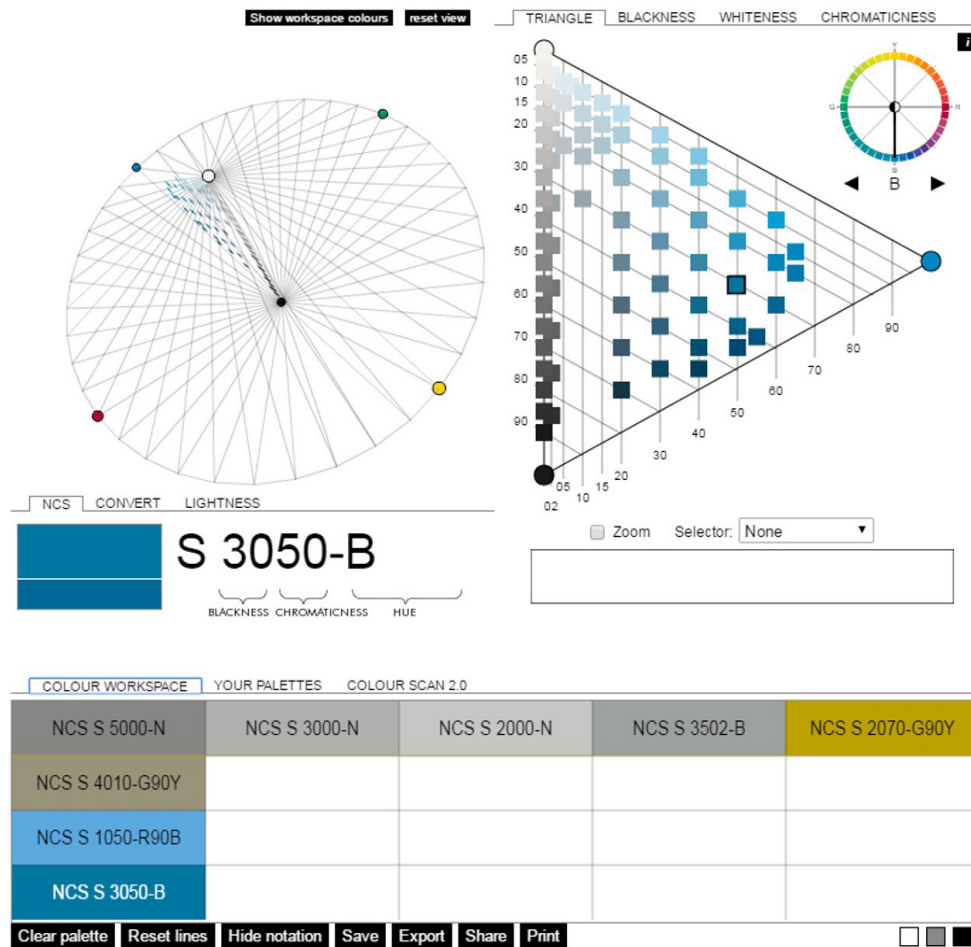 Show workspace colours reset view
TRIANGLE BLACKNESS WHITENESS CHROMATICNESS
i
05
10
15
20
30
40
50
60
70
80
90
02
05
10
15
20
30
40
50
60
70
80
90
Y
G R
B
B
NCS CONVERT LIGHTNESS
S 3050-B
BLACKNESS CHROMATICNESS HUE
Zoom Selector: None
COLOUR WORKSPACE YOUR PALETTES COLOUR SCAN 2.0
NCS S 5000-N NCS S 3000-N NCS S 2000-N NCS S 3502-B NCS S 2070-G90Y
NCS S 4010-G90Y
NCS S 1050-R90B
NCS S 3050-B
Clear palette Reset lines Hide notation Save Export Share Print